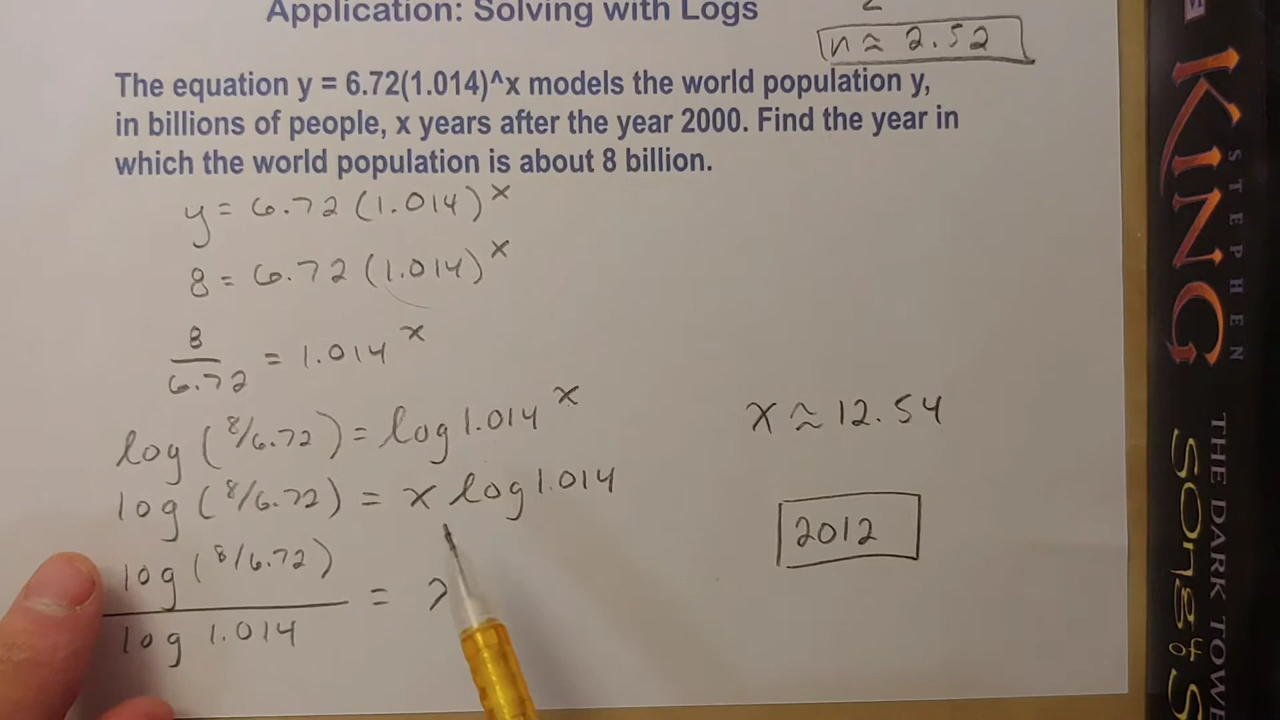 Application: Solving with Logs
n ≈ 2.52
The equation y = 6.72(1.014)^x models the world population y,
in billions of people, x years after the year 2000. Find the year in
which the world population is about 8 billion.
y = 6.72 (1.014)^x
8 = 6.72 (1.014)^x
8/6.72 = 1.014^x
log (8/6.72) = log 1.014^x
log (8/6.72) = x log 1.014
log (8/6.72)
log 1.014
= x
x ≈ 12.54
2012
STEPHEN
KING
THE DARK TOWE